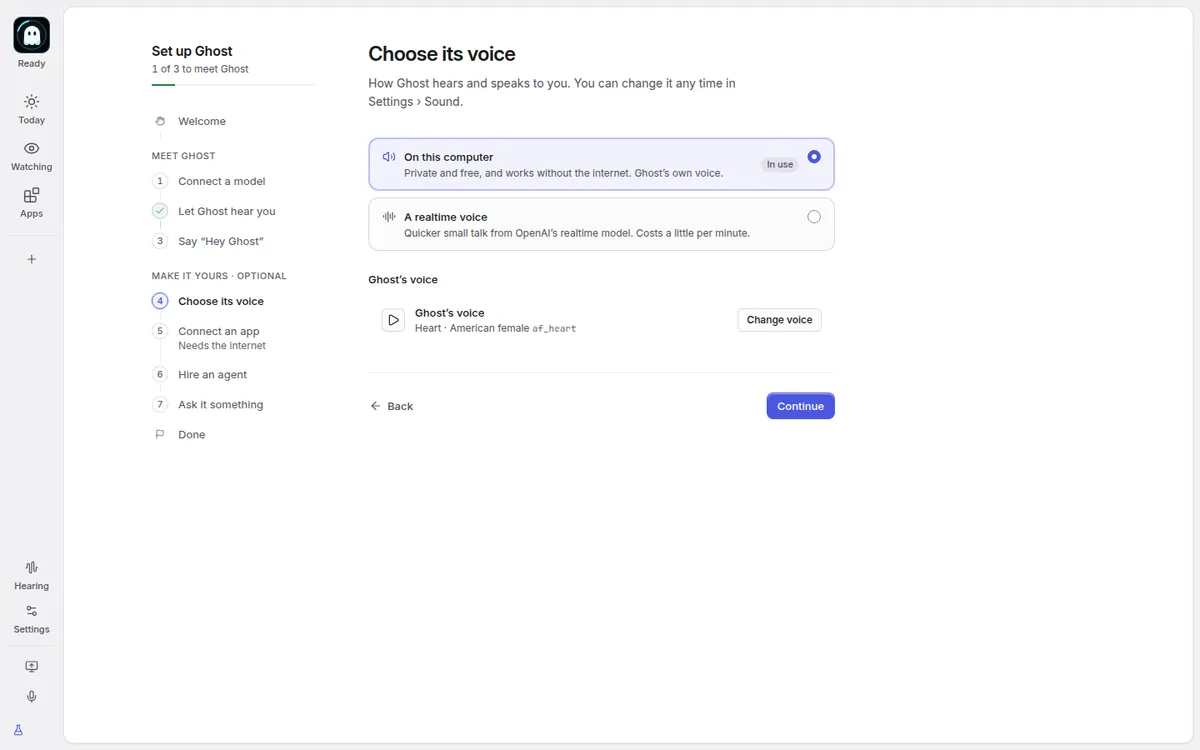 Ready
Today
Watching
Apps
Hearing
Settings
Set up Ghost
1 of 3 to meet Ghost
Welcome
MEET GHOST
1 Connect a model
Let Ghost hear you
3 Say “Hey Ghost”
MAKE IT YOURS · OPTIONAL
4 Choose its voice
5 Connect an app
Needs the internet
6 Hire an agent
7 Ask it something
Done
Choose its voice
How Ghost hears and speaks to you. You can change it any time in
Settings › Sound.
On this computer
Private and free, and works without the internet. Ghost’s own voice.
In use
A realtime voice
Quicker small talk from OpenAI’s realtime model. Costs a little per minute.
Ghost’s voice
Ghost’s voice
Heart · American female af_heart
Change voice
Back
Continue